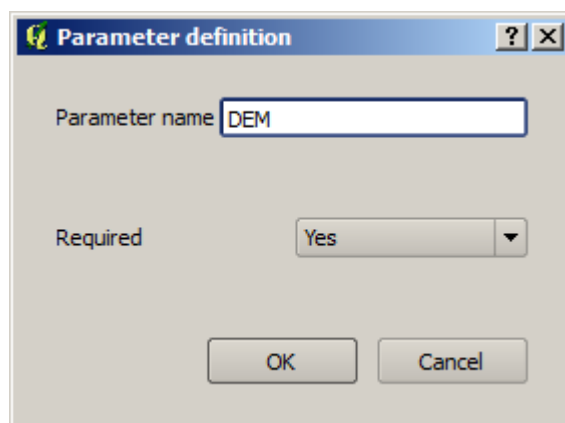 Parameter definition
Parameter name DEM
Required Yes
OK Cancel